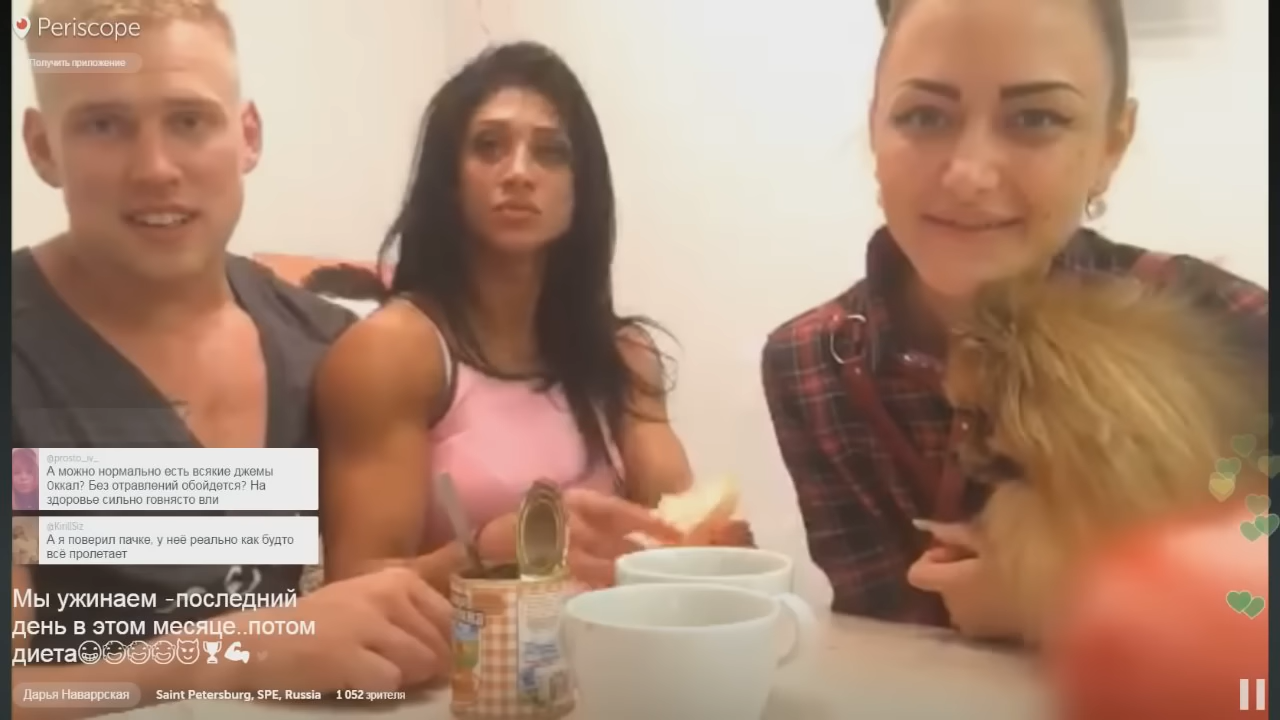 Periscope
Получить приложение
@prosto_iv_
А можно нормально есть всякие джемы
0ккал? Без отравлений обойдется? На
здоровье сильно говнясто вли
@KirillSiz
А я поверил пачке, у неё реально как будто
всё пролетает
Мы ужинаем -последний
день в этом месяце..потом
диета😀😂😂😂😈🏆💪
Дарья Наваррская Saint Petersburg, SPE, Russia 1 052 зрителя